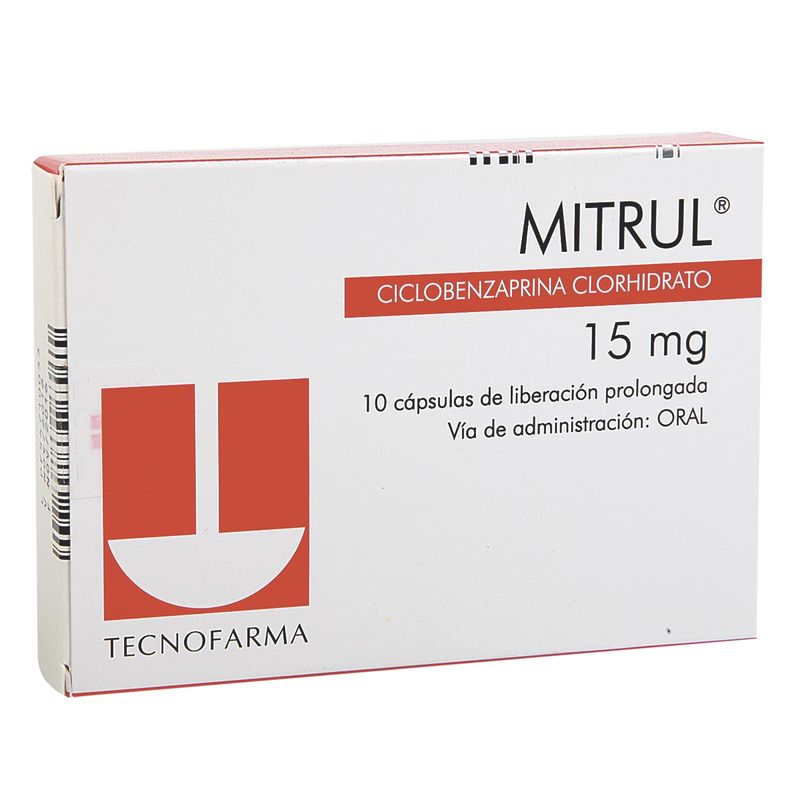 MITRUL®
CICLOBENZAPRINA CLORHIDRATO
15 mg
10 cápsulas de liberación prolongada
Vía de administración: ORAL
TECNOFARMA